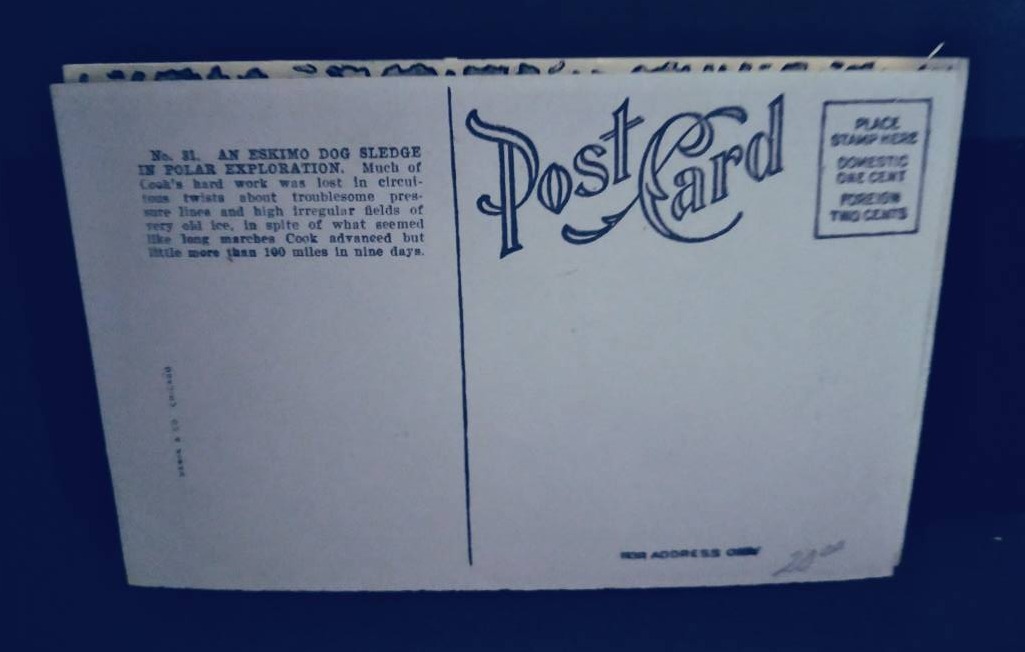 No. 31. AN ESKIMO DOG SLEDGE
IN POLAR EXPLORATION. Much of
Cook's hard work was lost in circui-
tous twists about troublesome pres-
sure lines and high irregular fields of
very old ice, in spite of what seemed
like long marches Cook advanced but
little more than 100 miles in nine days.
Post Card
PLACE
STAMP HERE
DOMESTIC
ONE CENT
FOREIGN
TWO CENTS
FOR ADDRESS ONLY
20.00